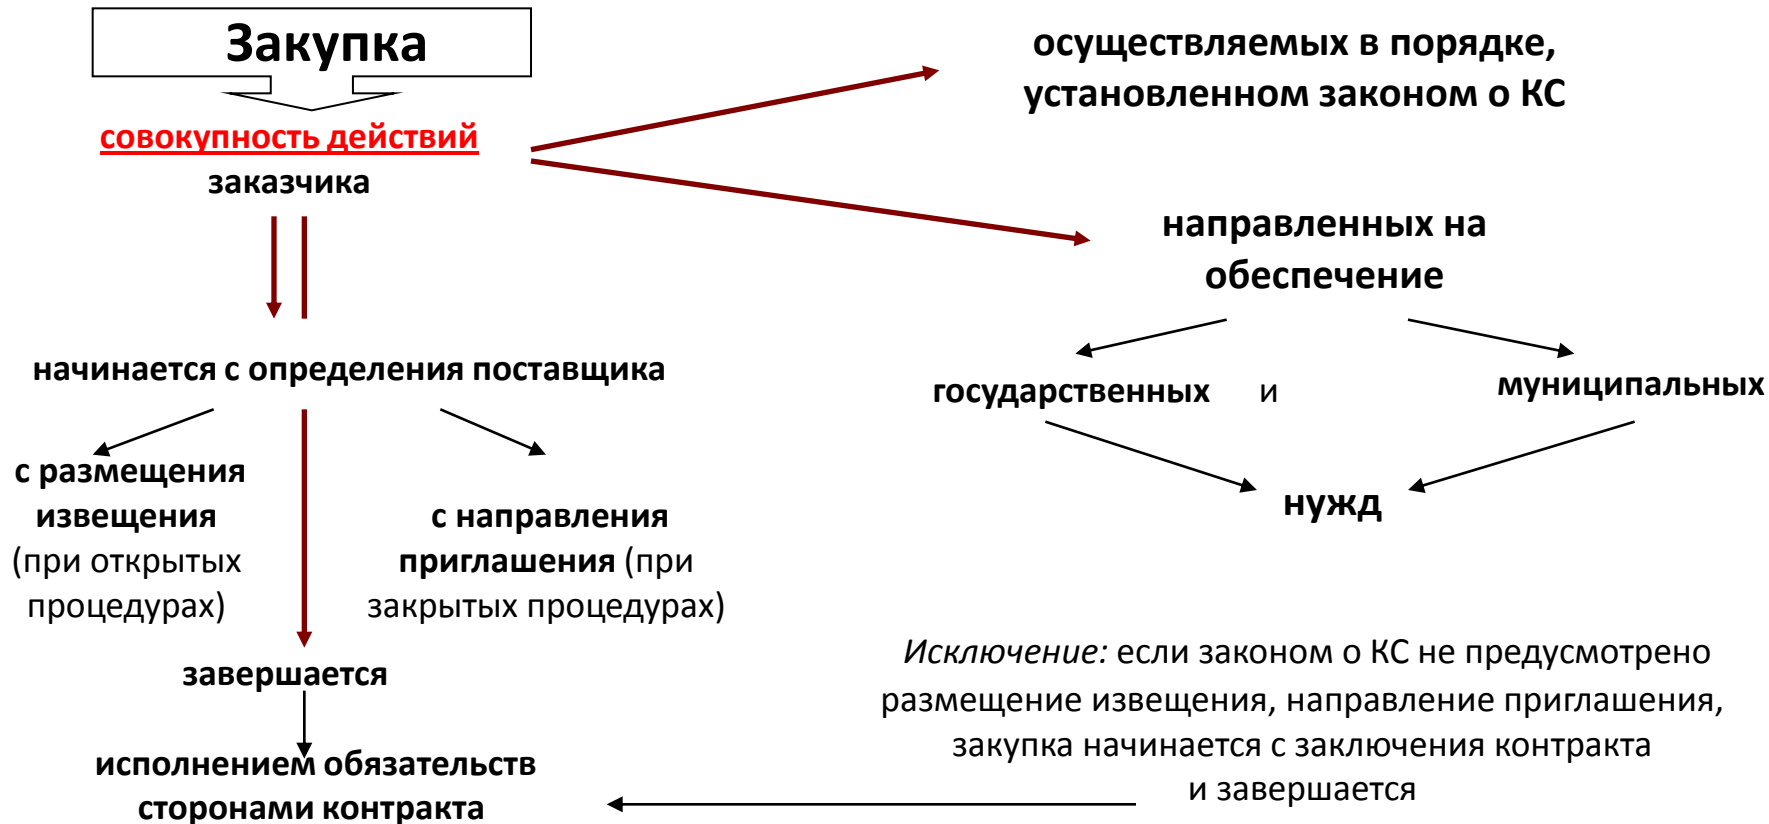 Закупка
совокупность действий
заказчика
осуществляемых в порядке,
установленном законом о КС
направленных на
обеспечение
государственных и муниципальных
нужд
начинается с определения поставщика
с размещения
извещения
(при открытых
процедурах)
с направления
приглашения (при
закрытых процедурах)
завершается
исполнением обязательств
сторонами контракта
Исключение: если законом о КС не предусмотрено
размещение извещения, направление приглашения,
закупка начинается с заключения контракта
и завершается